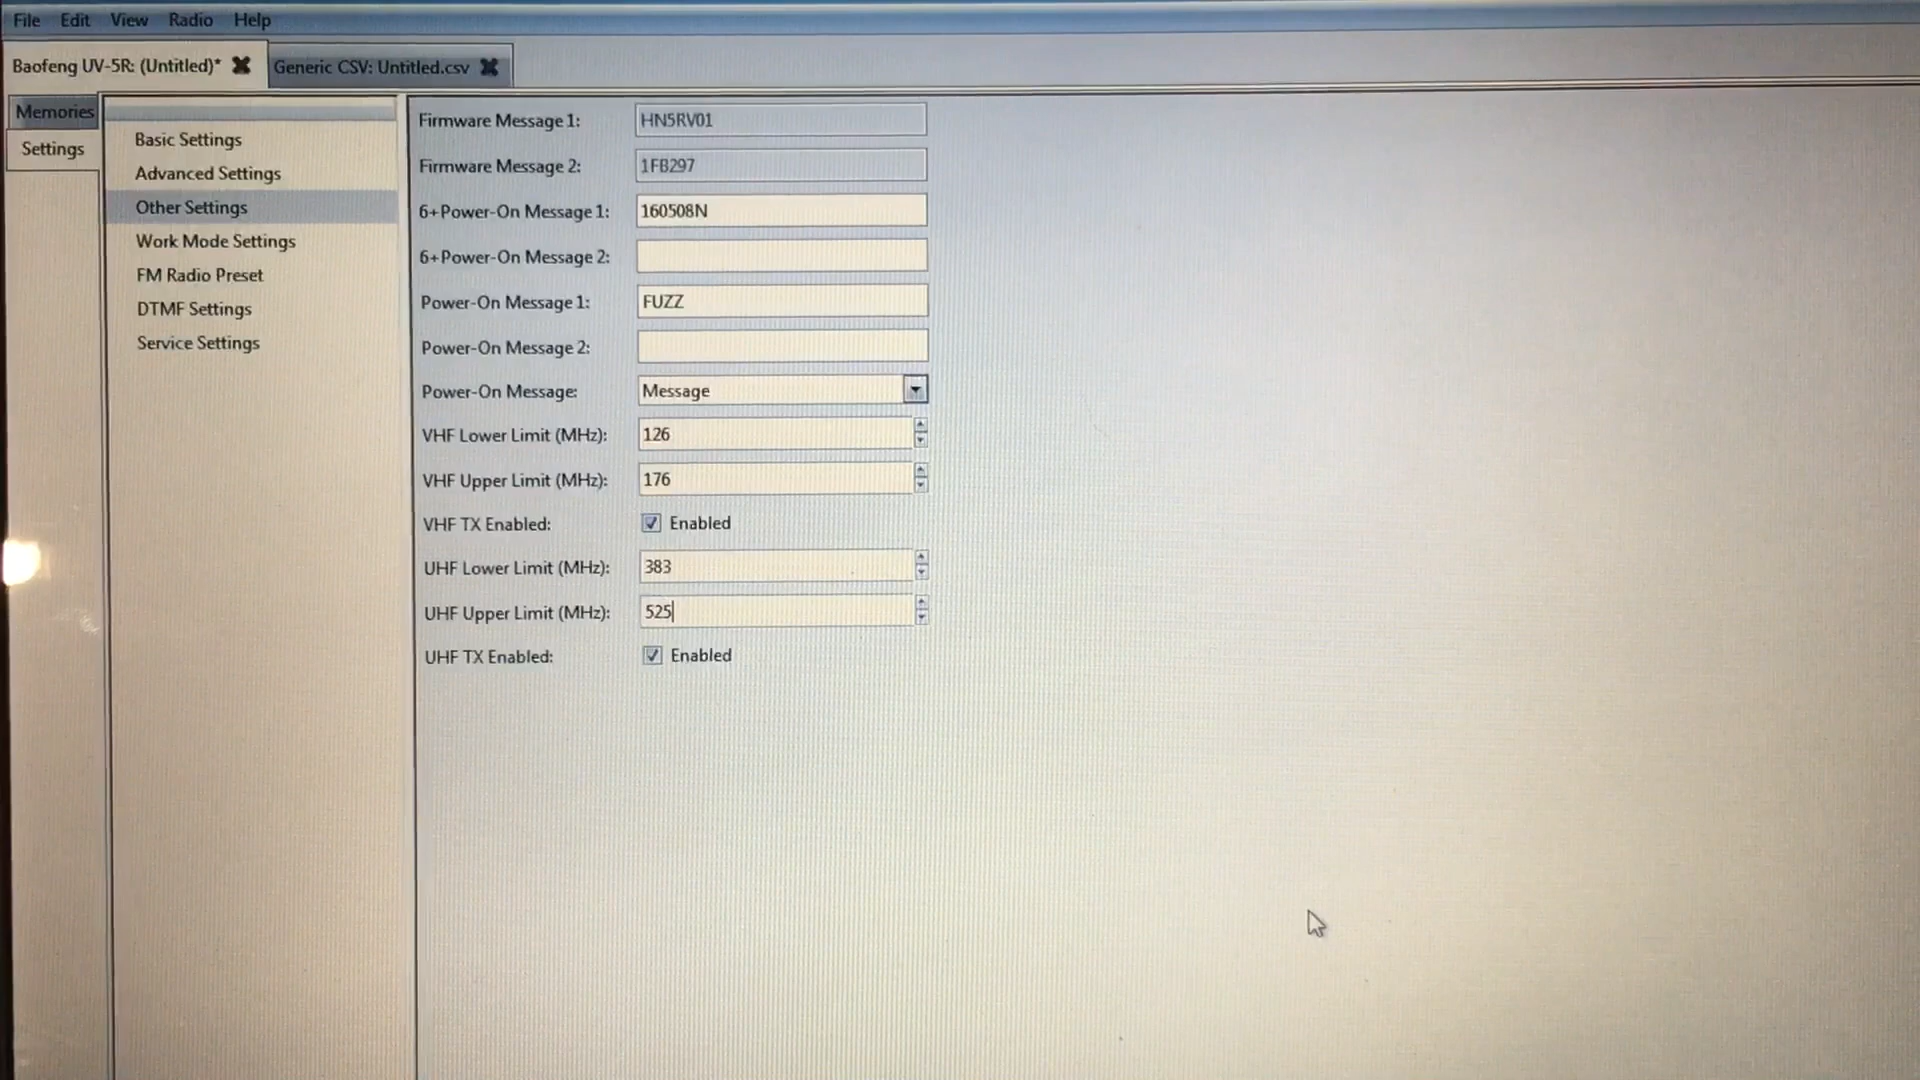 File Edit View Radio Help
Baofeng UV-5R: (Untitled)* Generic CSV: Untitled.csv
Memories
Settings
Basic Settings
Advanced Settings
Other Settings
Work Mode Settings
FM Radio Preset
DTMF Settings
Service Settings
Firmware Message 1: HN5RV01
Firmware Message 2: 1FB297
6+Power-On Message 1: 160508N
6+Power-On Message 2:
Power-On Message 1: FUZZ
Power-On Message 2:
Power-On Message: Message
VHF Lower Limit (MHz): 126
VHF Upper Limit (MHz): 176
VHF TX Enabled: Enabled
UHF Lower Limit (MHz): 383
UHF Upper Limit (MHz): 525
UHF TX Enabled: Enabled